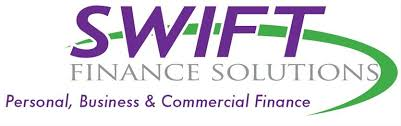 SWIFT
FINANCE SOLUTIONS
Personal, Business & Commercial Finance